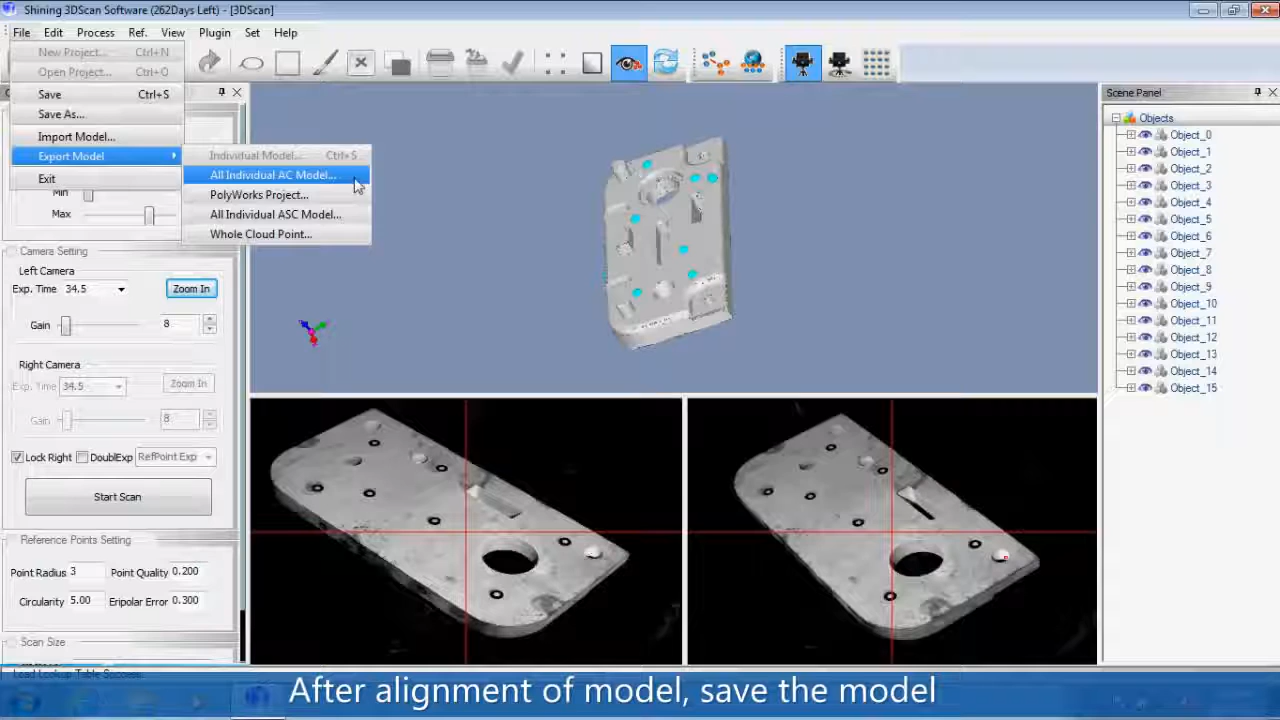 Shining 3DScan Software (262Days Left) - [3DScan]
File Edit Process Ref. View Plugin Set Help
New Project... Ctrl+N
Open Project... Ctrl+O
Save Ctrl+S
Save As...
Import Model...
Export Model
Exit
Individual Model... Ctrl+S
All Individual AC Model...
PolyWorks Project...
All Individual ASC Model...
Whole Cloud Point...
Min
Max
Camera Setting
Left Camera
Exp. Time 34.5 Zoom In
Gain 8
Right Camera
Exp. Time 34.5 Zoom In
Gain 8
Lock Right DoublExp RefPoint Exp
Start Scan
Reference Points Setting
Point Radius 3 Point Quality 0.200
Circularity 5.00 Eripolar Error 0.300
Scan Size
Load Lookup Table Success.
Scene Panel
Objects
Object_0
Object_1
Object_2
Object_3
Object_4
Object_5
Object_6
Object_7
Object_8
Object_9
Object_10
Object_11
Object_12
Object_13
Object_14
Object_15
After alignment of model, save the model